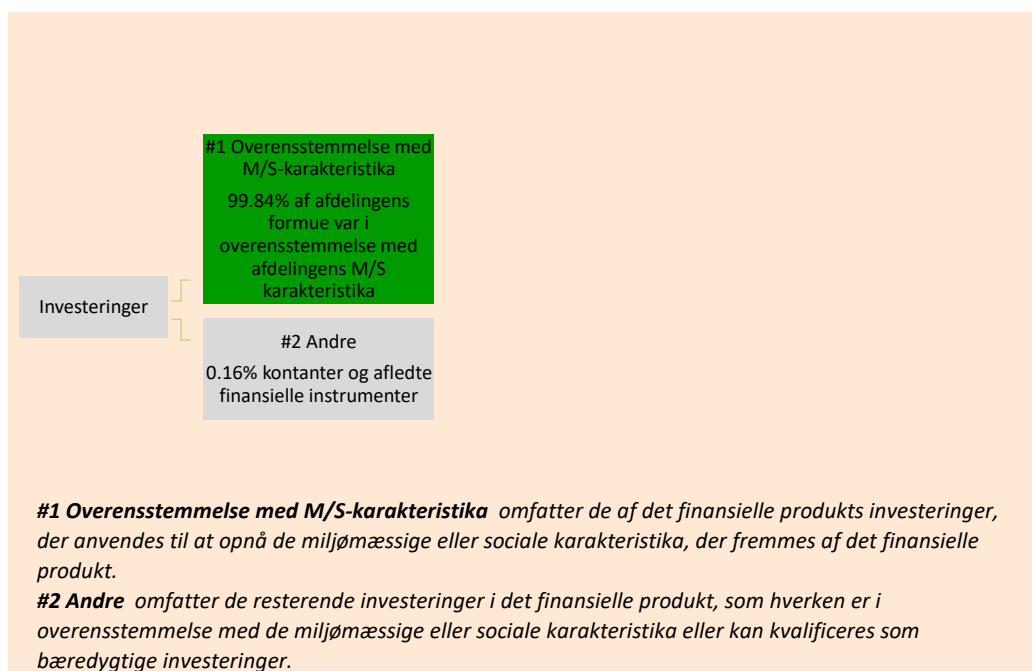 #1 Overensstemmelse med
M/S-karakteristika
99.84% af afdelingens
formue var i
overensstemmelse med
afdelingens M/S
karakteristika
Investeringer
#2 Andre
0.16% kontanter og afledte
finansielle instrumenter
#1 Overensstemmelse med M/S-karakteristika omfatter de af det finansielle produkts investeringer,
der anvendes til at opnå de miljømæssige eller sociale karakteristika, der fremmes af det finansielle
produkt.
#2 Andre omfatter de resterende investeringer i det finansielle produkt, som hverken er i
overensstemmelse med de miljømæssige eller sociale karakteristika eller kan kvalificeres som
bæredygtige investeringer.